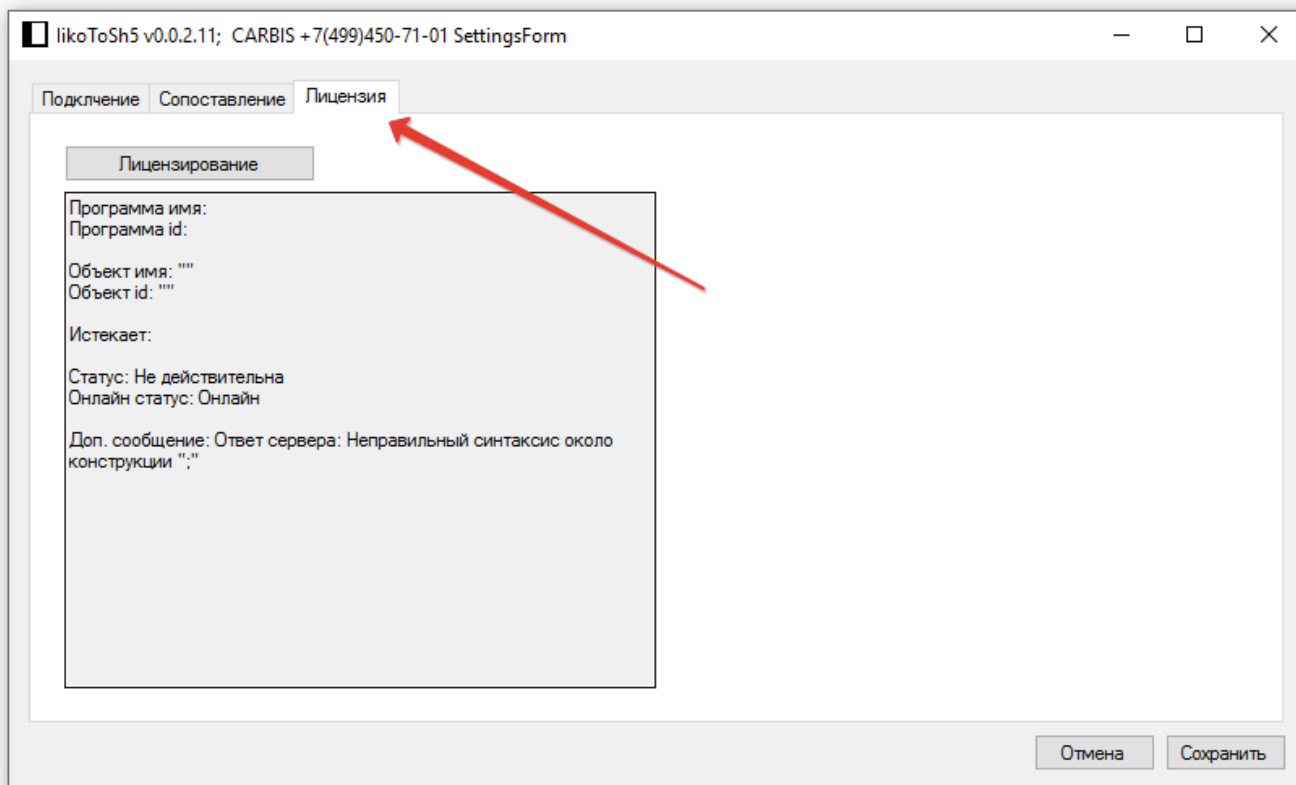 IikoToSh5 v0.0.2.11; CARBIS +7(499)450-71-01 SettingsForm
Подклчение Сопоставление Лицензия
Лицензирование
Программа имя:
Программа id:
Объект имя: ""
Объект id: ""
Истекает:
Статус: Не действительна
Онлайн статус: Онлайн
Доп. сообщение: Ответ сервера: Неправильный синтаксис около
конструкции ";"
Отмена Сохранить